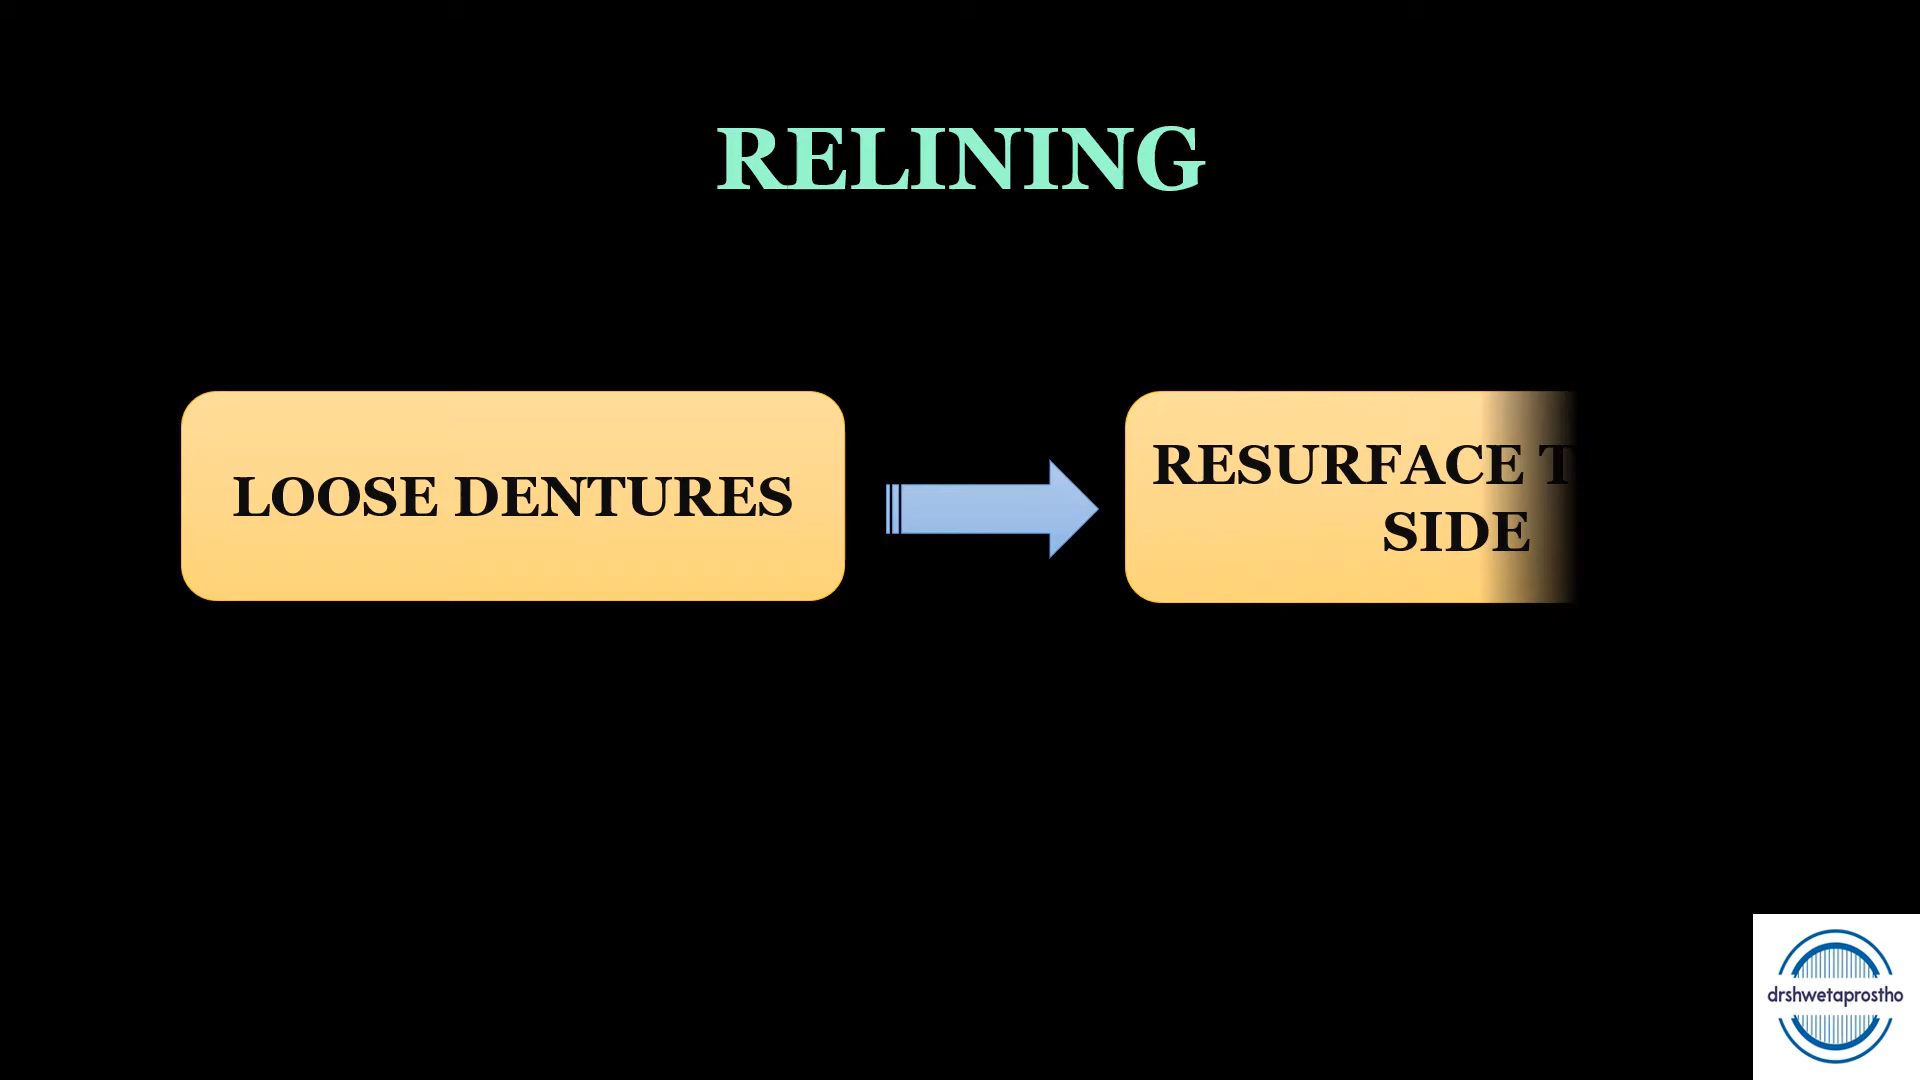 RELINING
LOOSE DENTURES
RESURFACE
SIDE
drshwetaprostho